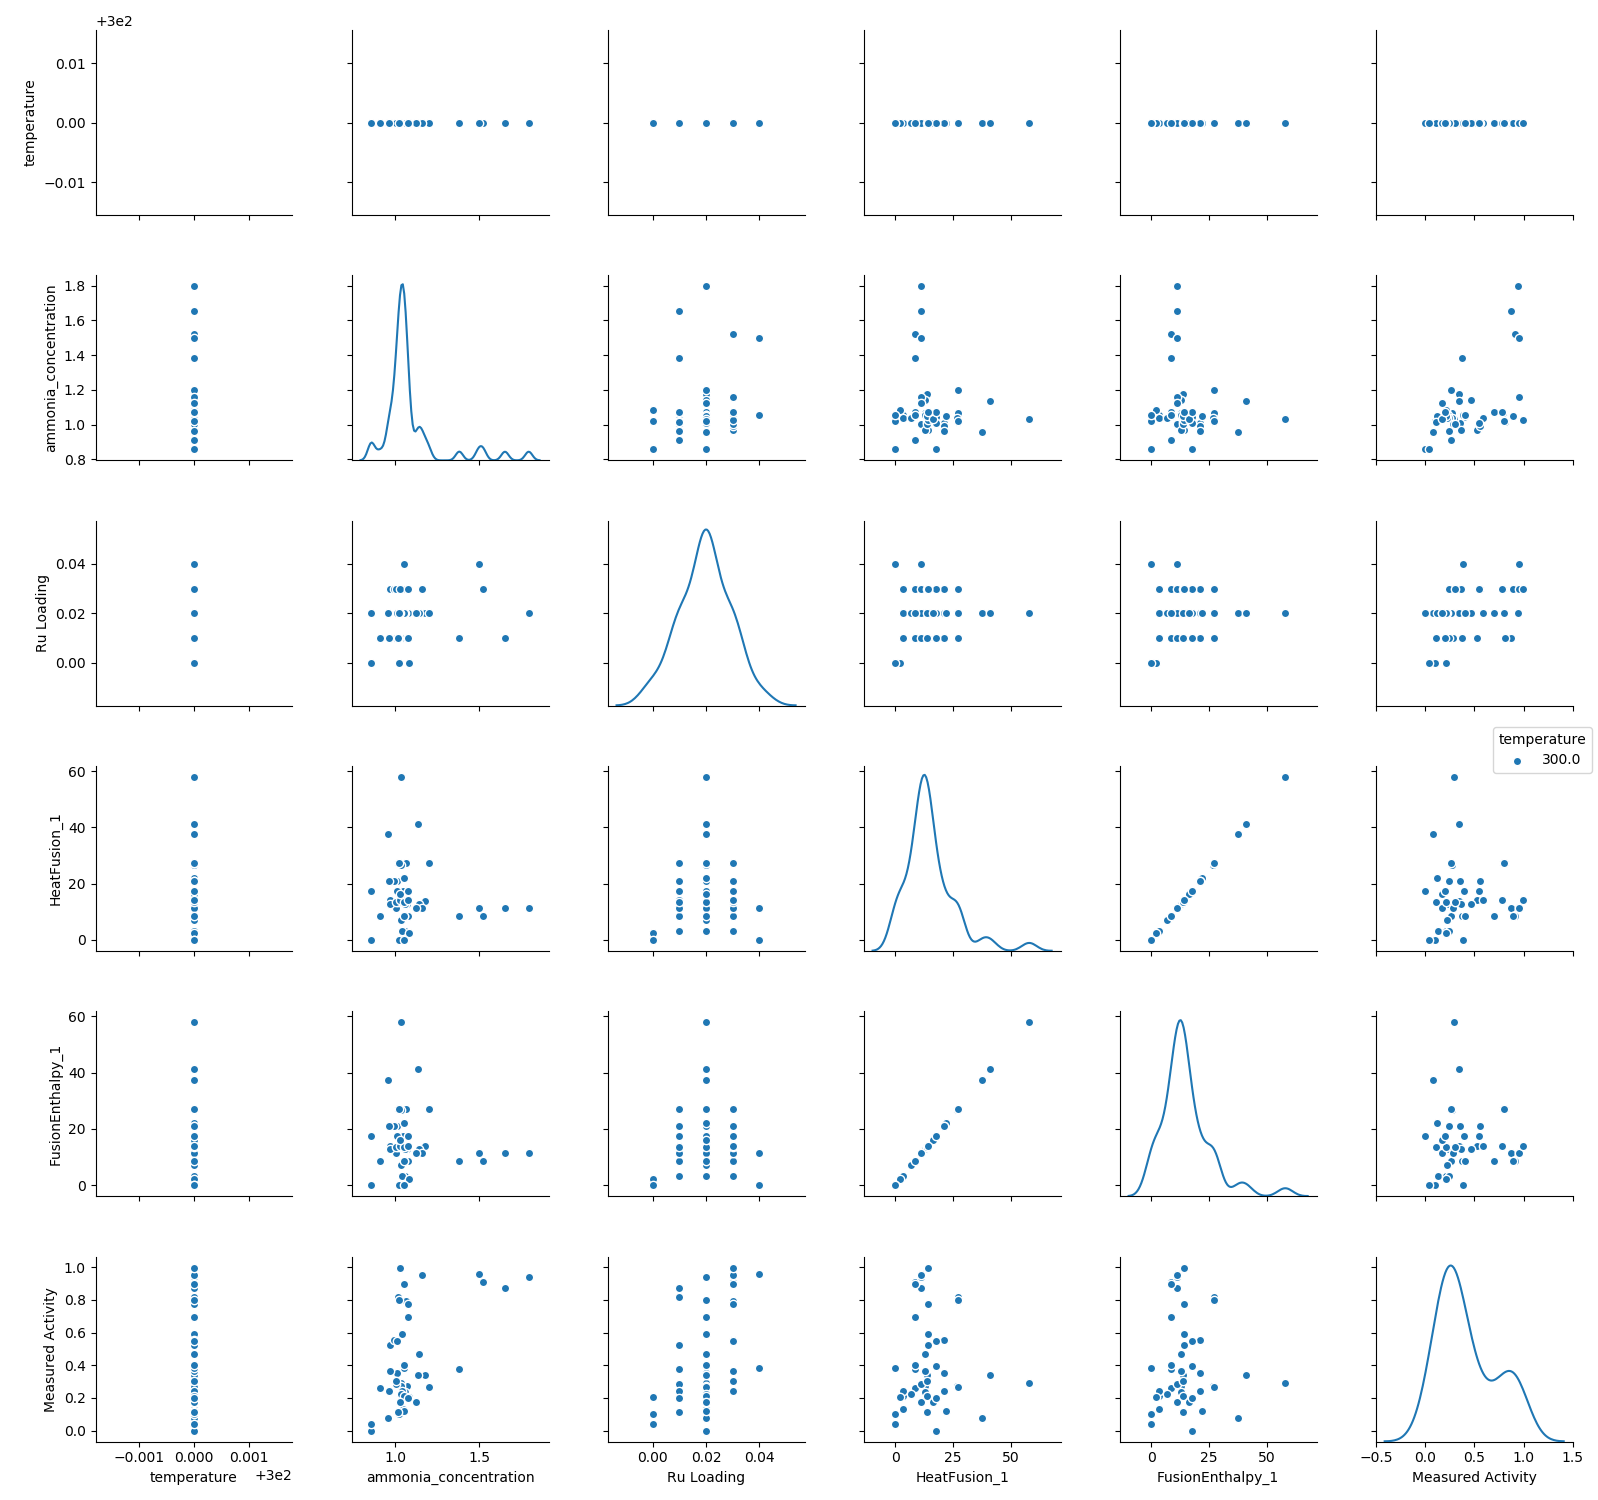 +3e2
temperature
0.01
0.00
−0.01
ammonia_concentration
1.8
1.6
1.4
1.2
1.0
0.8
Ru Loading
0.04
0.02
0.00
temperature
300.0
HeatFusion_1
60
40
20
0
FusionEnthalpy_1
60
40
20
0
Measured Activity
1.0
0.8
0.6
0.4
0.2
0.0
−0.001 0.000 0.001 1.0 1.5 0.00 0.02 0.04 0 25 50 0 25 50 −0.5 0.0 0.5 1.0 1.5
temperature +3e2 ammonia_concentration Ru Loading HeatFusion_1 FusionEnthalpy_1 Measured Activity